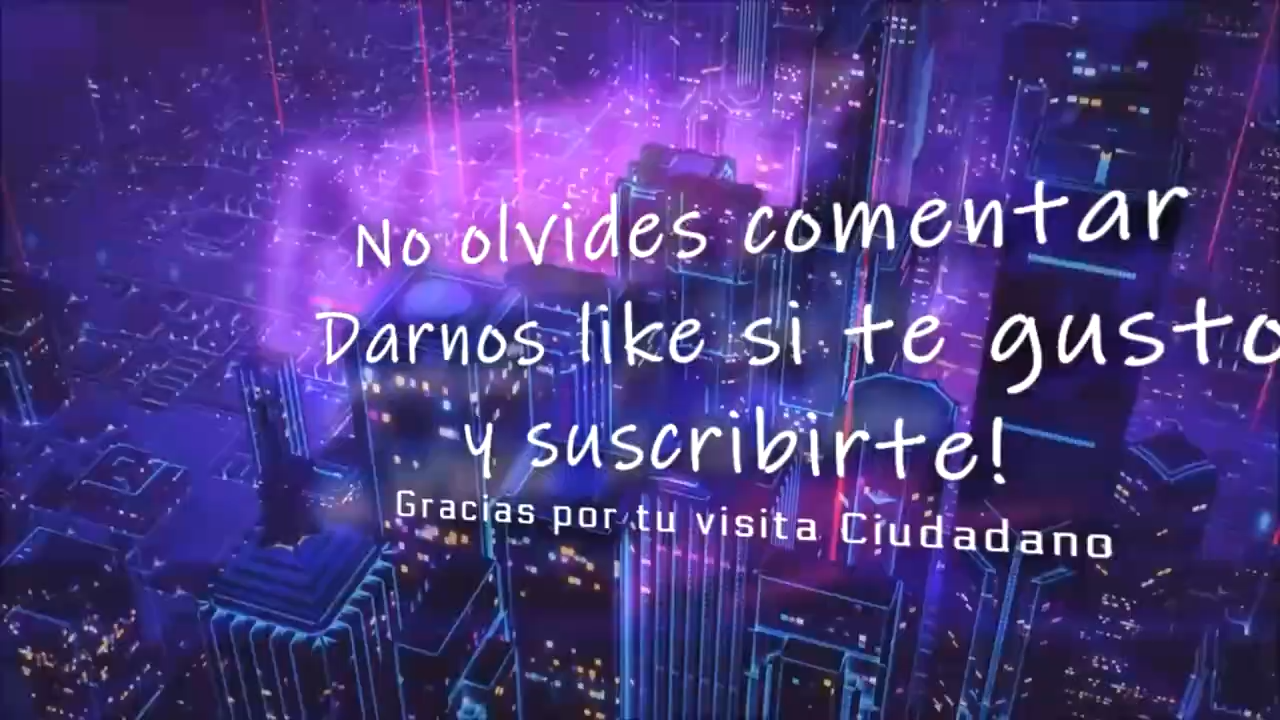 No olvides comentar
Darnos like si te gusto
y suscribirte!
Gracias por tu visita Ciudadano